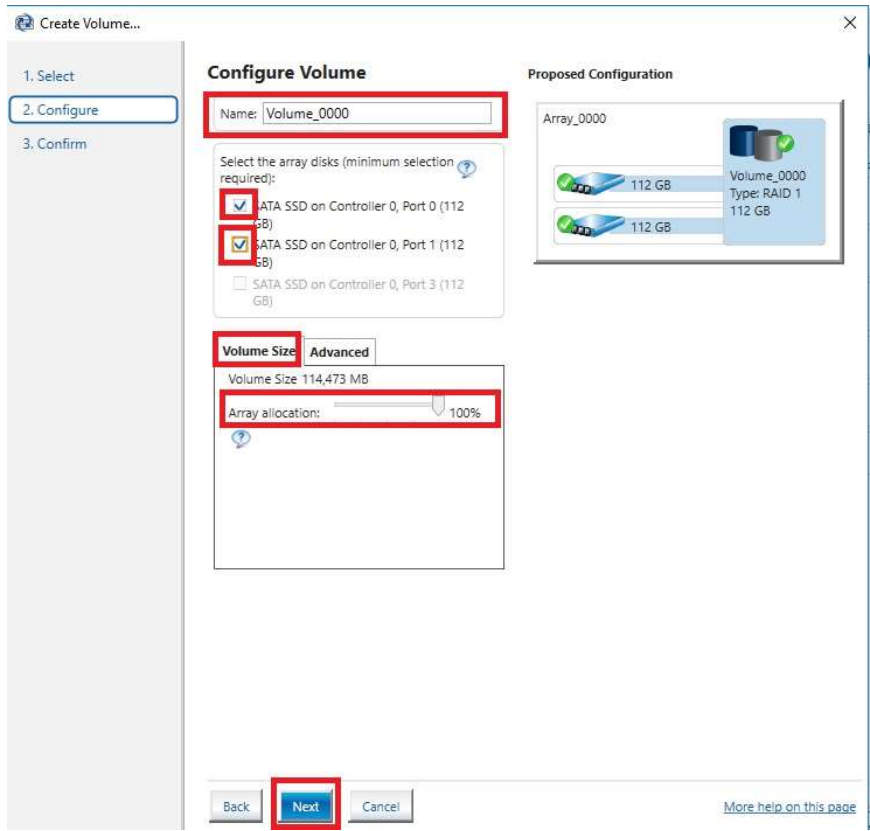 Create Volume...
1. Select
2. Configure
3. Confirm
Configure Volume
Name: Volume_0000
Select the array disks (minimum selection
required):
SATA SSD on Controller 0, Port 0 (112
GB)
SATA SSD on Controller 0, Port 1 (112
GB)
SATA SSD on Controller 0, Port 3 (112
GB)
Volume Size
Advanced
Volume Size 114,473 MB
Array allocation: 100%
Proposed Configuration
Array_0000
112 GB
112 GB
Volume_0000
Type: RAID 1
112 GB
Back
Next
Cancel
More help on this page